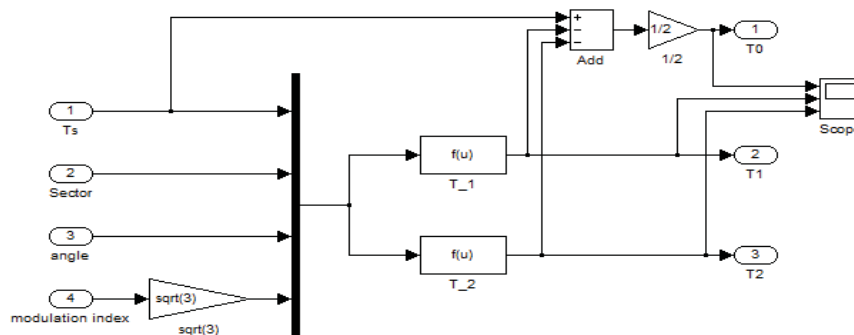 +
−
−
Add
1/2
1/2
1
T0
1
Ts
Scop
f(u)
T_1
2
T1
2
Sector
3
angle
f(u)
T_2
3
T2
4
modulation index
sqrt(3)
sqrt(3)